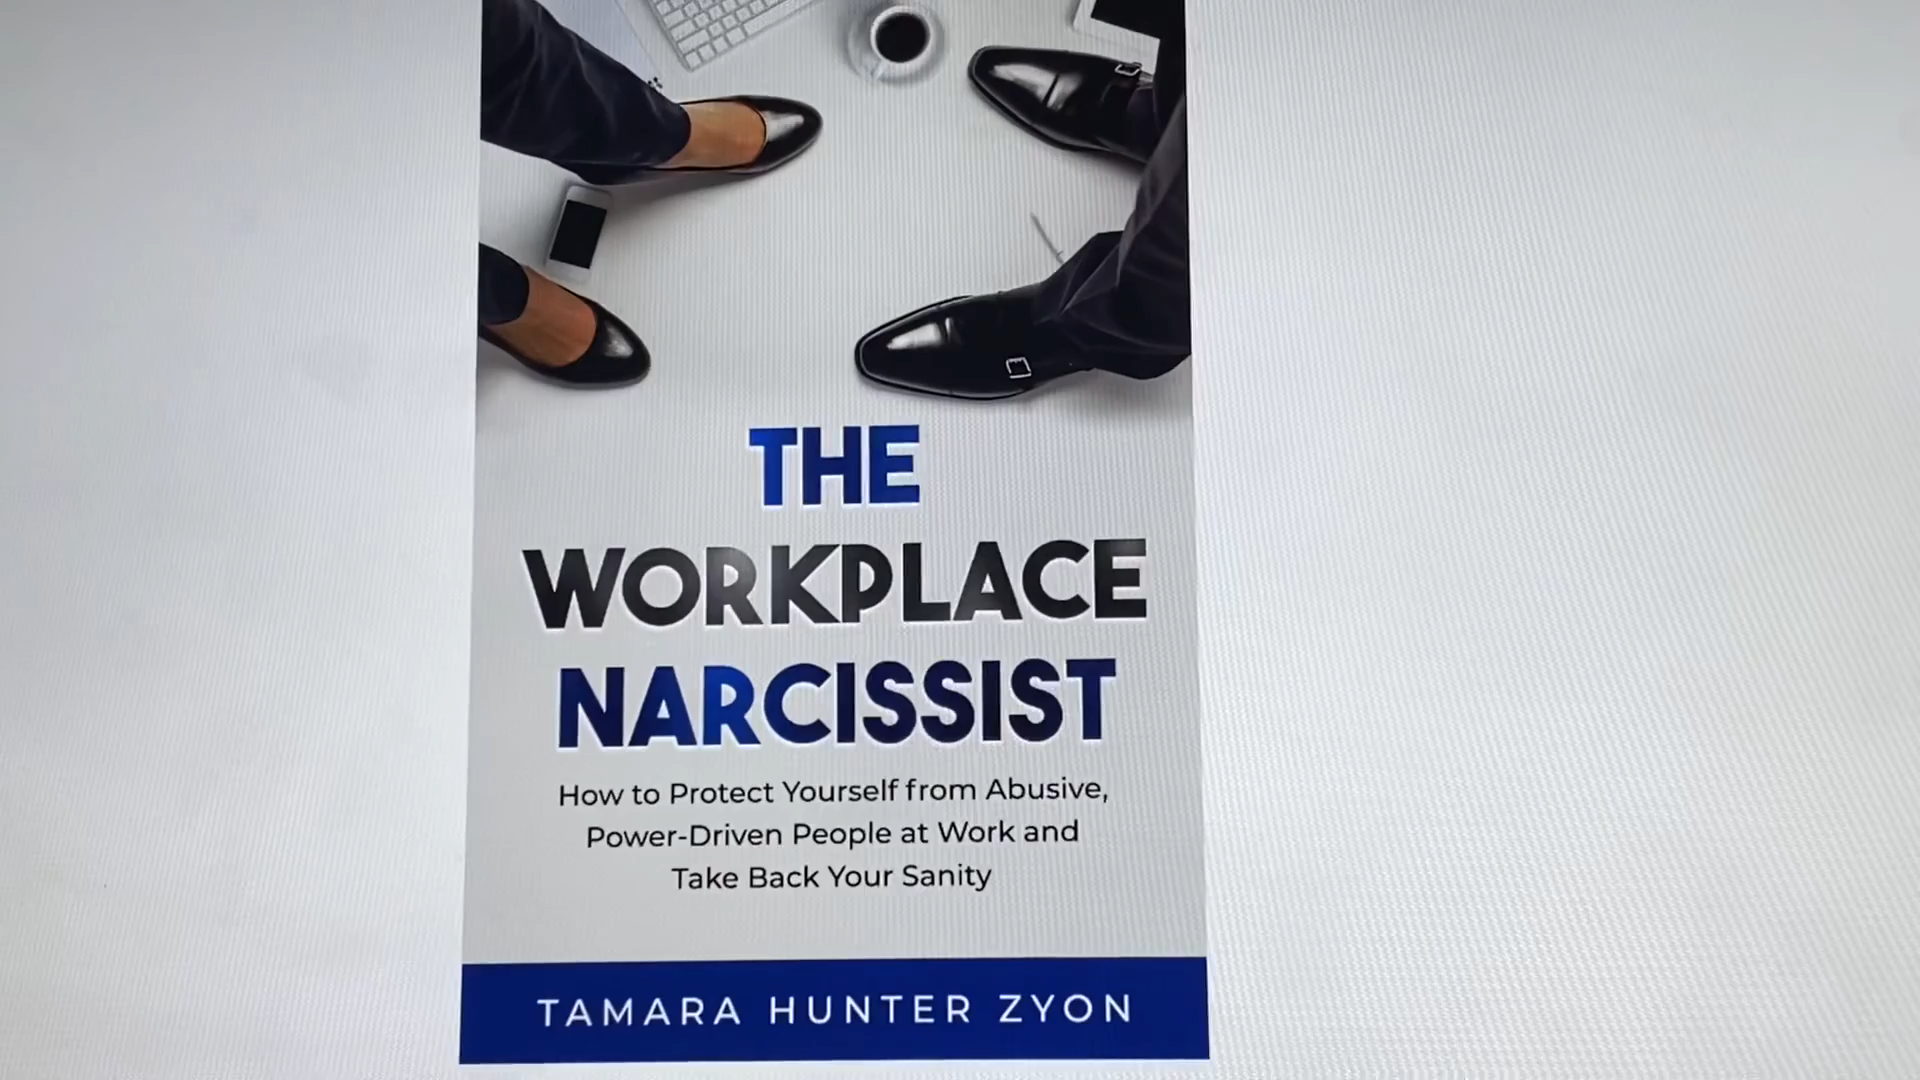 THE
WORKPLACE
NARCISSIST
How to Protect Yourself from Abusive,
Power-Driven People at Work and
Take Back Your Sanity
TAMARA HUNTER ZYON